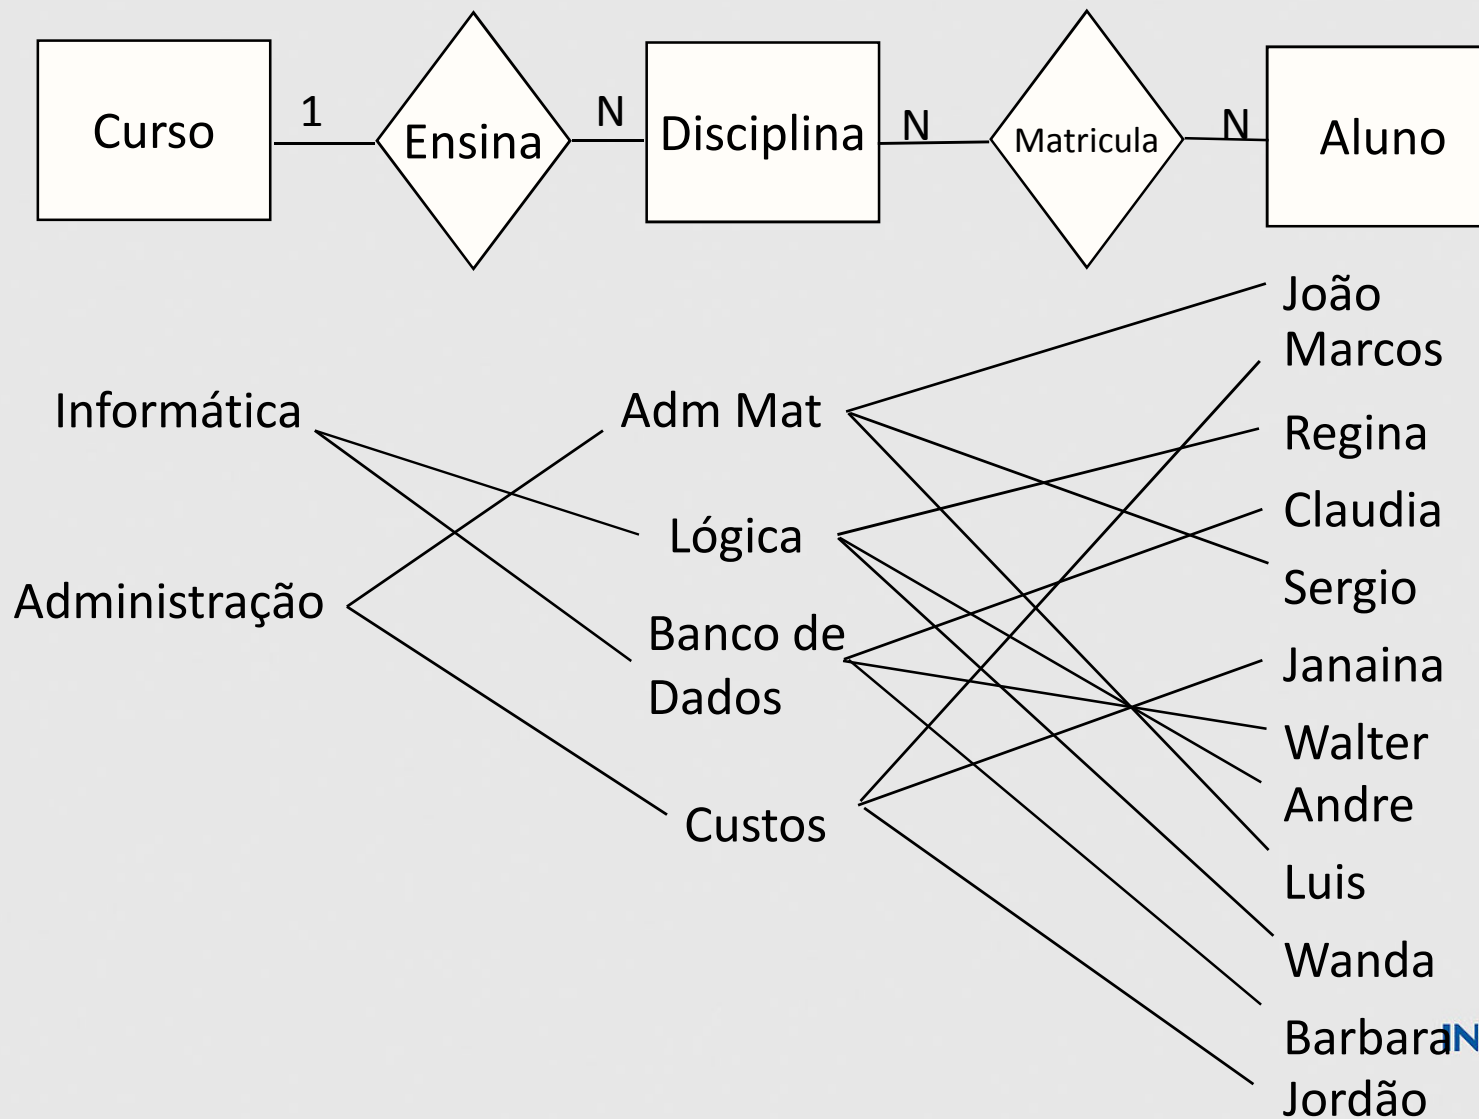 Curso
1
Ensina
N
Disciplina
N
Matricula
N
Aluno
João
Marcos
Informática
Adm Mat
Regina
Claudia
Lógica
Sergio
Administração
Banco de
Dados
Janaina
Walter
Andre
Custos
Luis
Wanda
Barbara
IN
Jordão